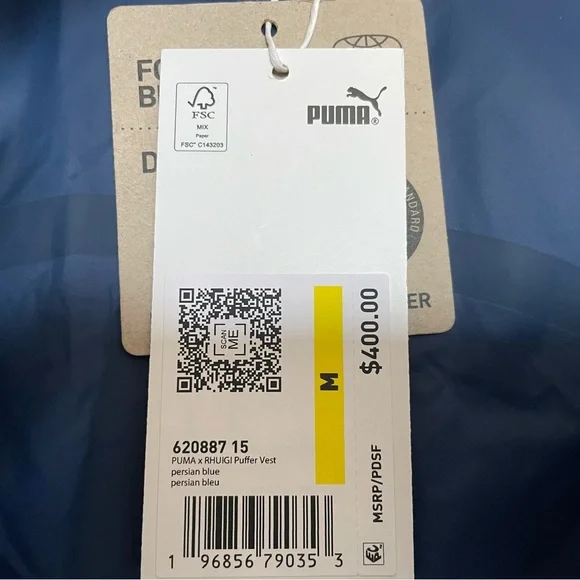 FSC
MIX
Paper
FSC® C143203
PUMA®
SCAN
ME
M
$400.00
MSRP/PDSF
620887 15
PUMA x RHUIGI Puffer Vest
persian blue
persian bleu
1 96856 79035 3